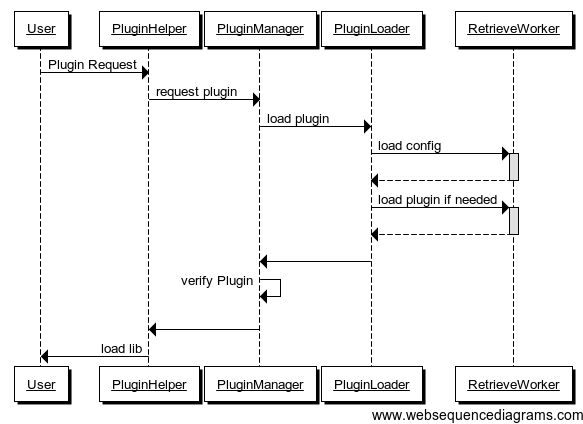 User PluginHelper PluginManager PluginLoader RetrieveWorker
Plugin Request
request plugin
load plugin
load config
load plugin if needed
verify Plugin
load lib
User PluginHelper PluginManager PluginLoader RetrieveWorker
www.websequencediagrams.com